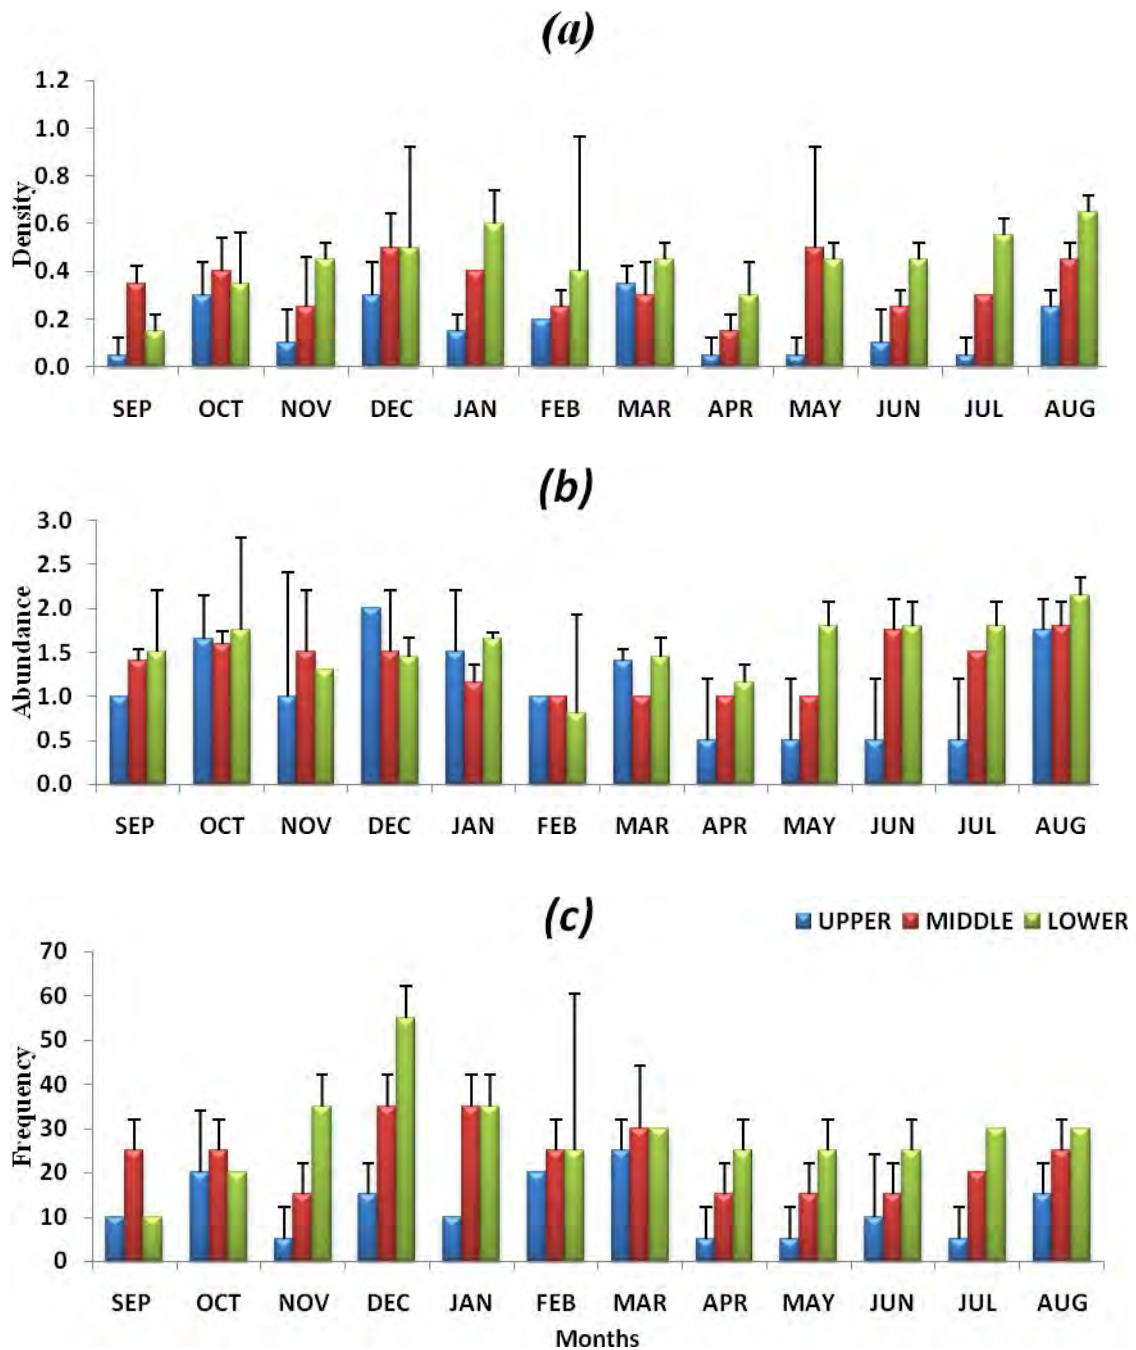 (a)
1.2
1.0
0.8
0.6
0.4
0.2
0.0
Density
SEP OCT NOV DEC JAN FEB MAR APR MAY JUN JUL AUG
(b)
3.0
2.5
2.0
1.5
1.0
0.5
0.0
Abundance
SEP OCT NOV DEC JAN FEB MAR APR MAY JUN JUL AUG
(c)
UPPER MIDDLE LOWER
70
60
50
40
30
20
10
0
Frequency
SEP OCT NOV DEC JAN FEB MAR APR MAY JUN JUL AUG
Months